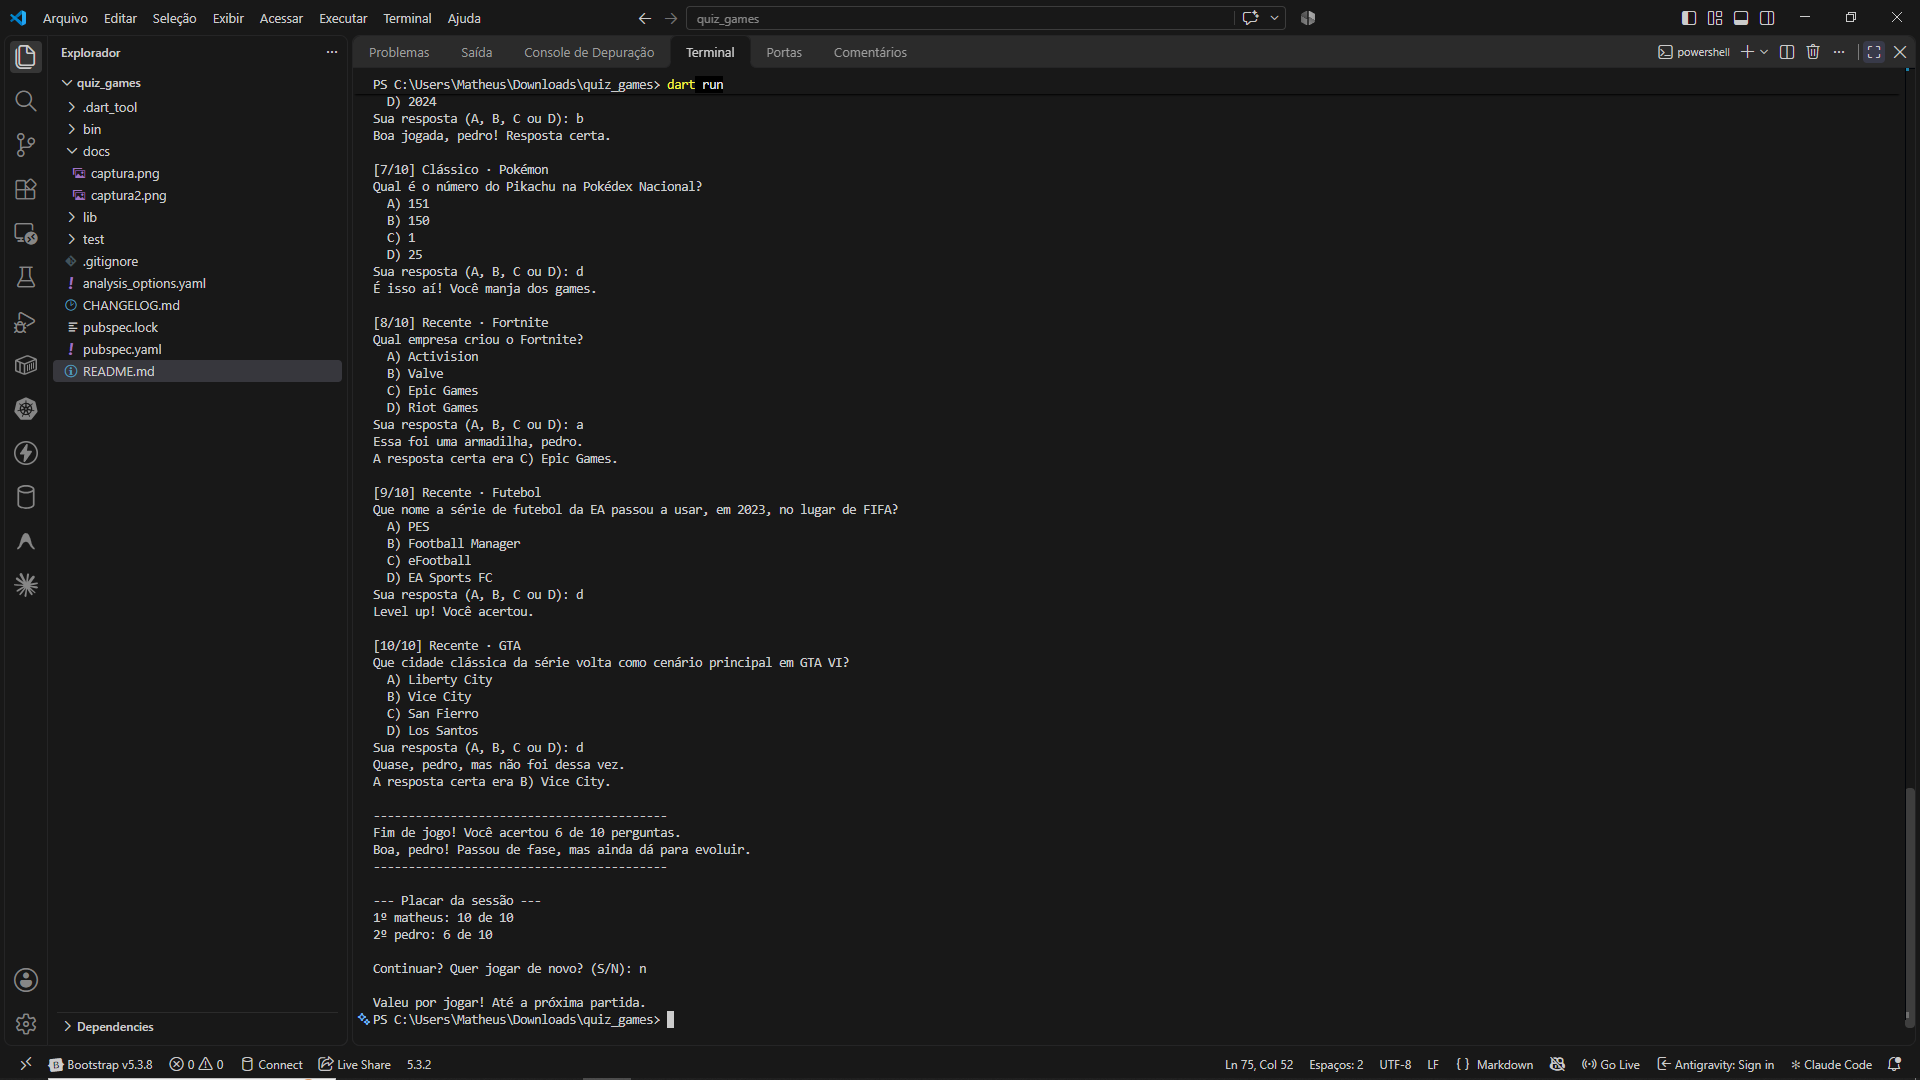 Arquivo Editar Seleção Exibir Acessar Executar Terminal Ajuda
quiz_games
Explorador
quiz_games
.dart_tool
bin
docs
captura.png
captura2.png
lib
test
.gitignore
analysis_options.yaml
CHANGELOG.md
pubspec.lock
pubspec.yaml
README.md
Dependencies
Problemas Saída Console de Depuração Terminal Portas Comentários
powershell
PS C:\Users\Matheus\Downloads\quiz_games> dart run
D) 2024
Sua resposta (A, B, C ou D): b
Boa jogada, pedro! Resposta certa.
[7/10] Clássico · Pokémon
Qual é o número do Pikachu na Pokédex Nacional?
A) 151
B) 150
C) 1
D) 25
Sua resposta (A, B, C ou D): d
É isso aí! Você manja dos games.
[8/10] Recente · Fortnite
Qual empresa criou o Fortnite?
A) Activision
B) Valve
C) Epic Games
D) Riot Games
Sua resposta (A, B, C ou D): a
Essa foi uma armadilha, pedro.
A resposta certa era C) Epic Games.
[9/10] Recente · Futebol
Que nome a série de futebol da EA passou a usar, em 2023, no lugar de FIFA?
A) PES
B) Football Manager
C) eFootball
D) EA Sports FC
Sua resposta (A, B, C ou D): d
Level up! Você acertou.
[10/10] Recente · GTA
Que cidade clássica da série volta como cenário principal em GTA VI?
A) Liberty City
B) Vice City
C) San Fierro
D) Los Santos
Sua resposta (A, B, C ou D): d
Quase, pedro, mas não foi dessa vez.
A resposta certa era B) Vice City.
------------------------------------------
Fim de jogo! Você acertou 6 de 10 perguntas.
Boa, pedro! Passou de fase, mas ainda dá para evoluir.
------------------------------------------
--- Placar da sessão ---
1º matheus: 10 de 10
2º pedro: 6 de 10
Continuar? Quer jogar de novo? (S/N): n
Valeu por jogar! Até a próxima partida.
PS C:\Users\Matheus\Downloads\quiz_games>
Bootstrap v5.3.8 0 0 Connect Live Share 5.3.2
Ln 75, Col 52 Espaços: 2 UTF-8 LF { } Markdown Go Live Antigravity: Sign in Claude Code